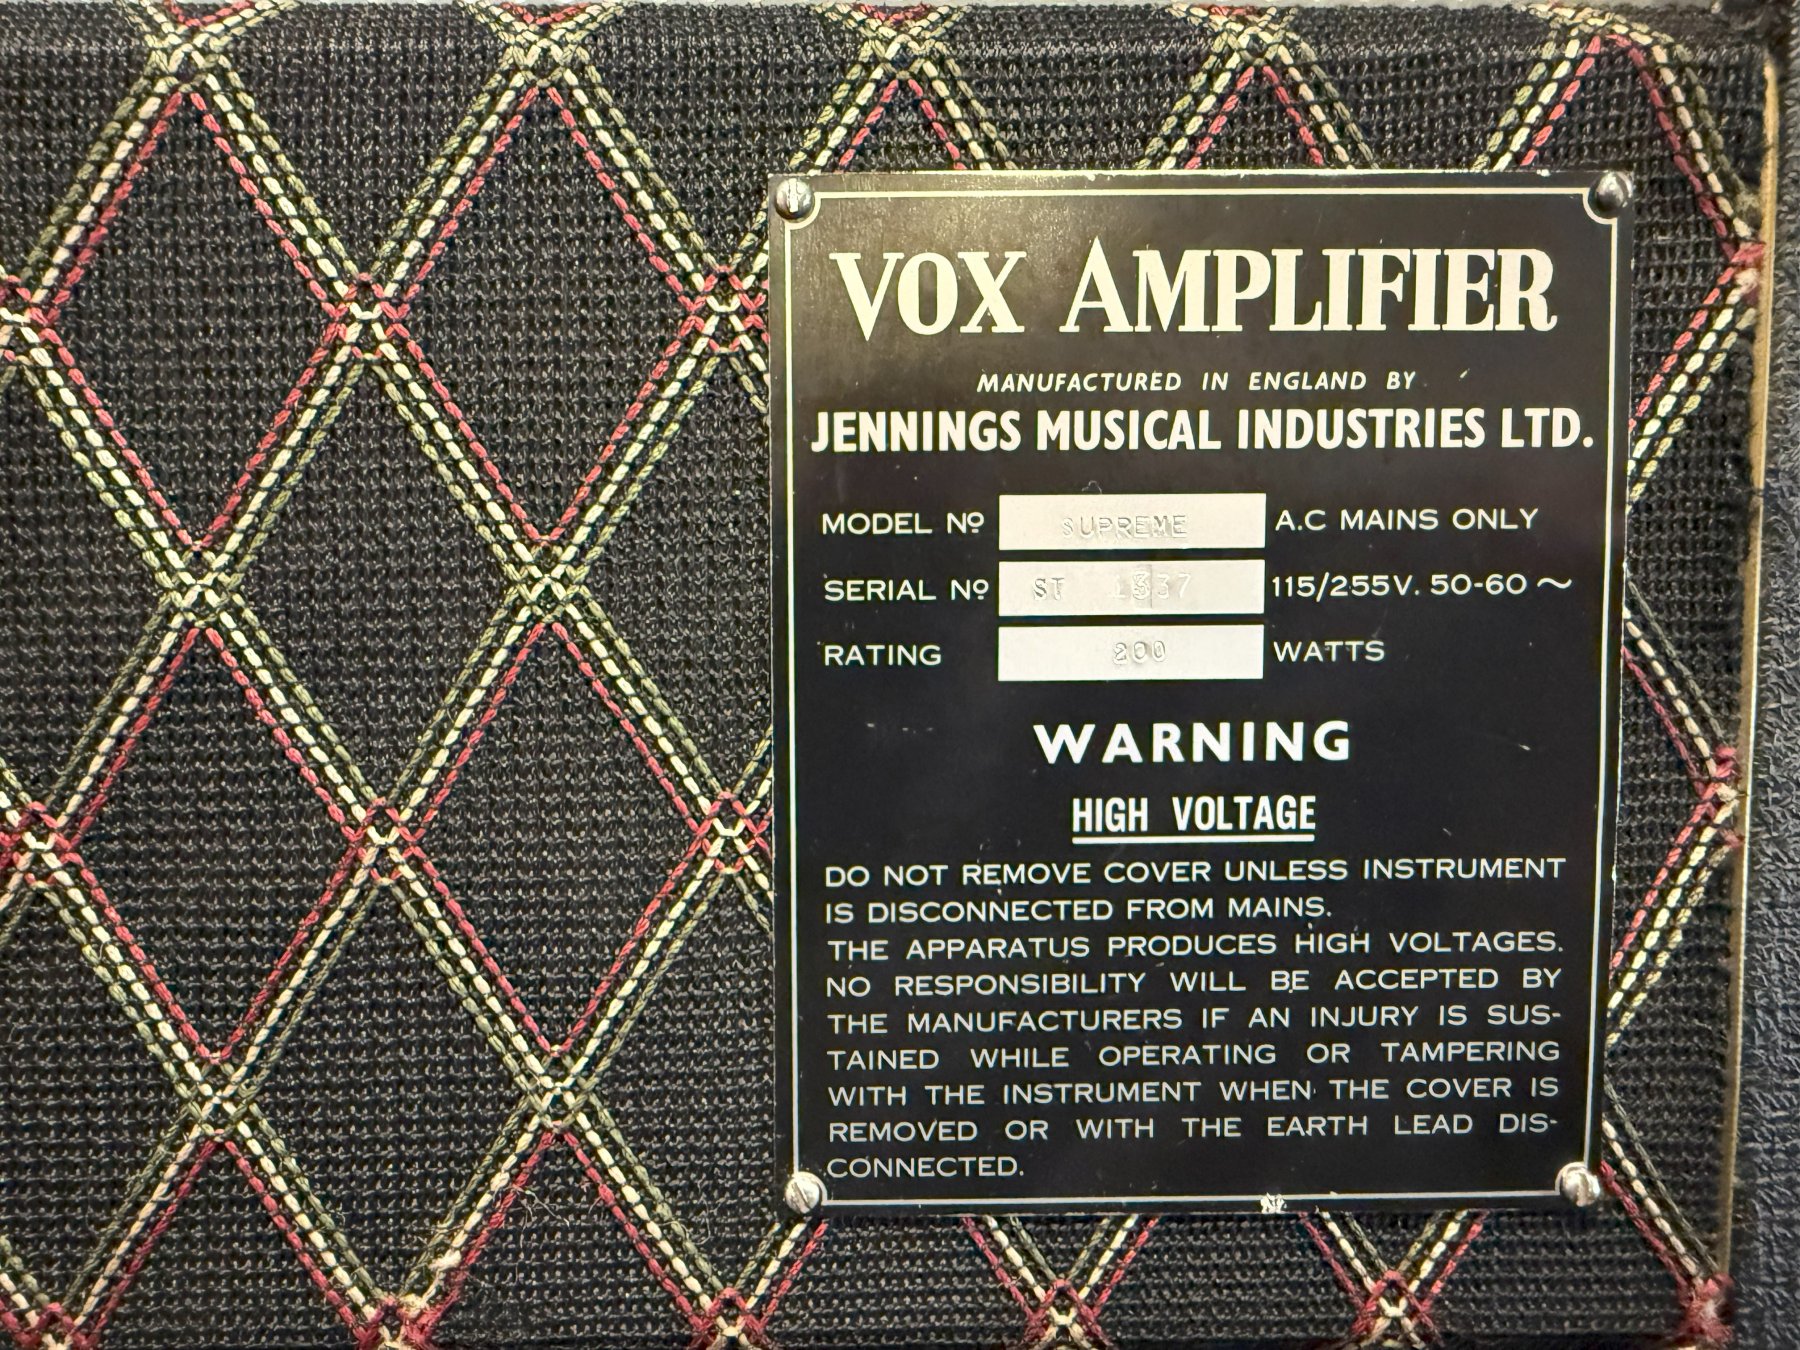 VOX AMPLIFIER
MANUFACTURED IN ENGLAND BY
JENNINGS MUSICAL INDUSTRIES LTD.
MODEL Nº SUPREME A.C MAINS ONLY
SERIAL Nº ST 1337 115/255V. 50-60 ~
RATING 200 WATTS
WARNING
HIGH VOLTAGE
DO NOT REMOVE COVER UNLESS INSTRUMENT
IS DISCONNECTED FROM MAINS.
THE APPARATUS PRODUCES HIGH VOLTAGES.
NO RESPONSIBILITY WILL BE ACCEPTED BY
THE MANUFACTURERS IF AN INJURY IS SUS-
TAINED WHILE OPERATING OR TAMPERING
WITH THE INSTRUMENT WHEN THE COVER IS
REMOVED OR WITH THE EARTH LEAD DIS-
CONNECTED.